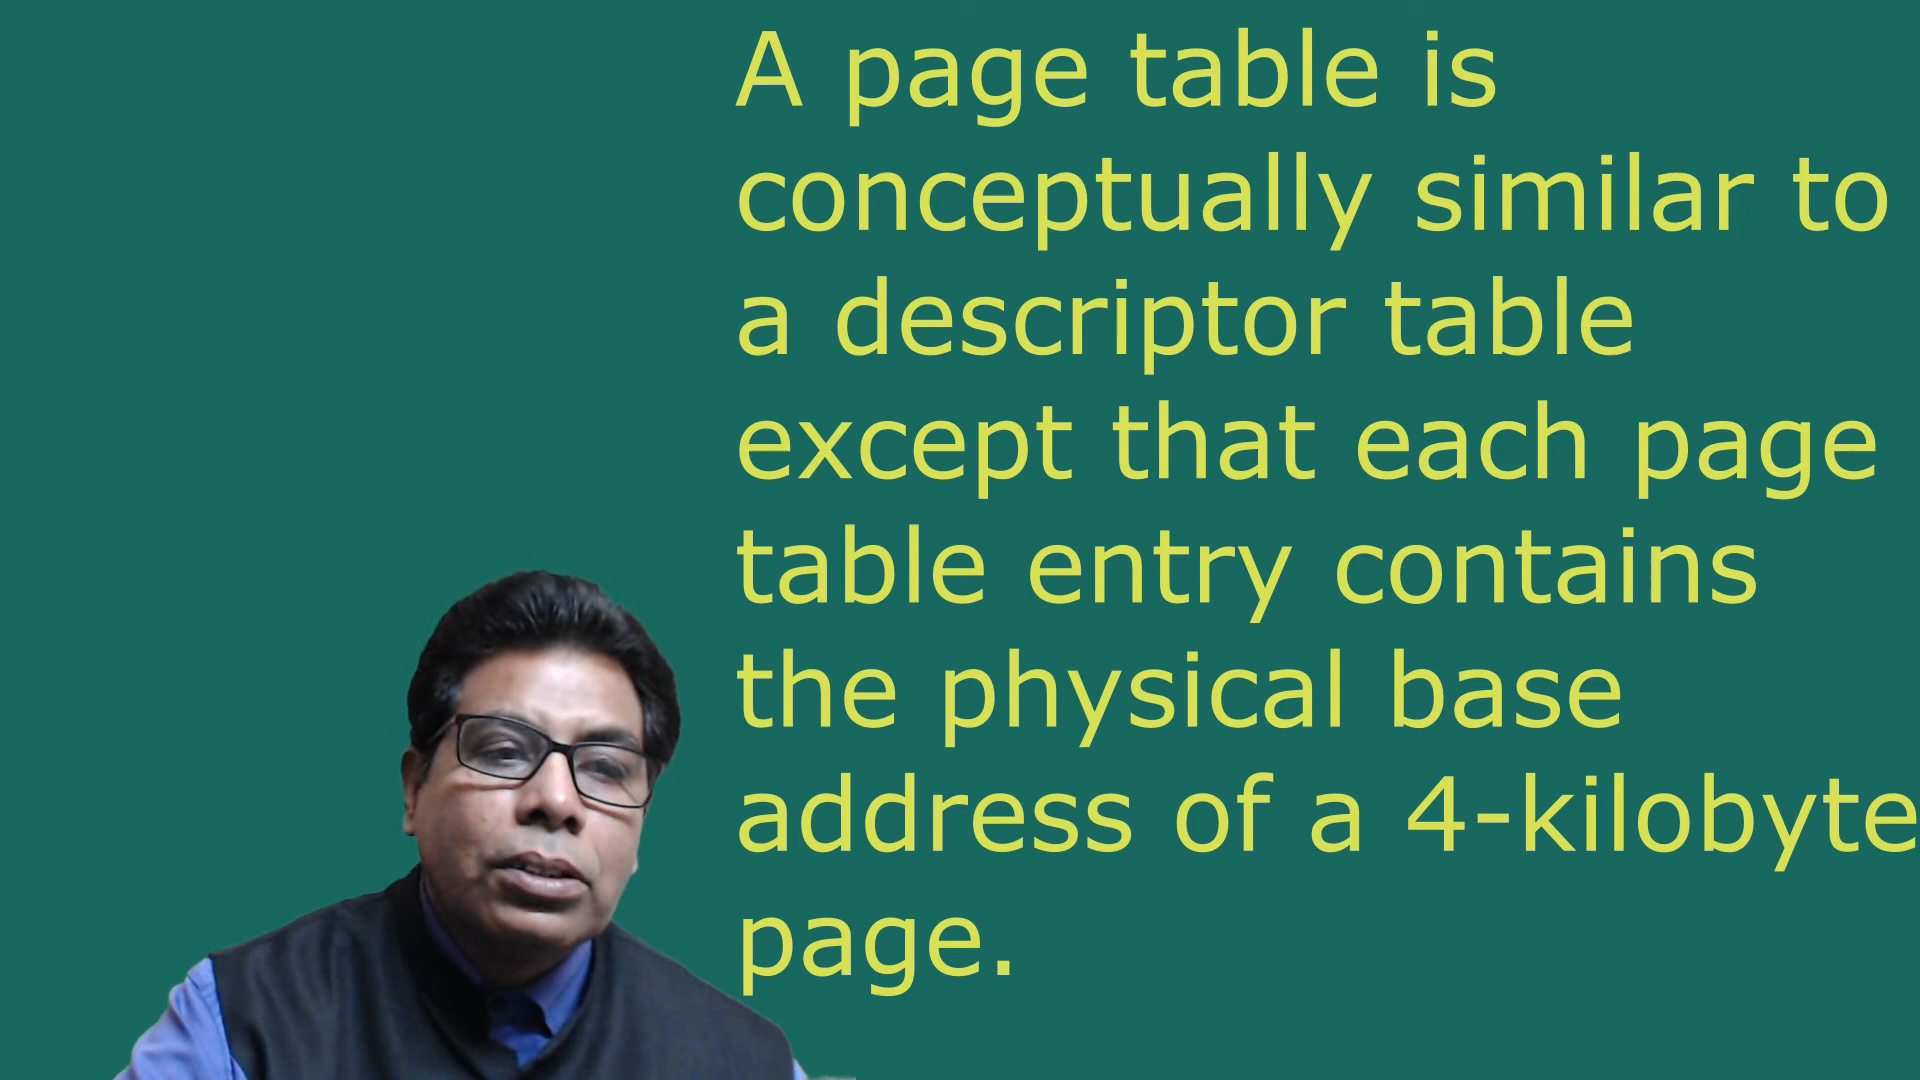 A page table is
conceptually similar to
a descriptor table
except that each page
table entry contains
the physical base
address of a 4-kilobyte
page.